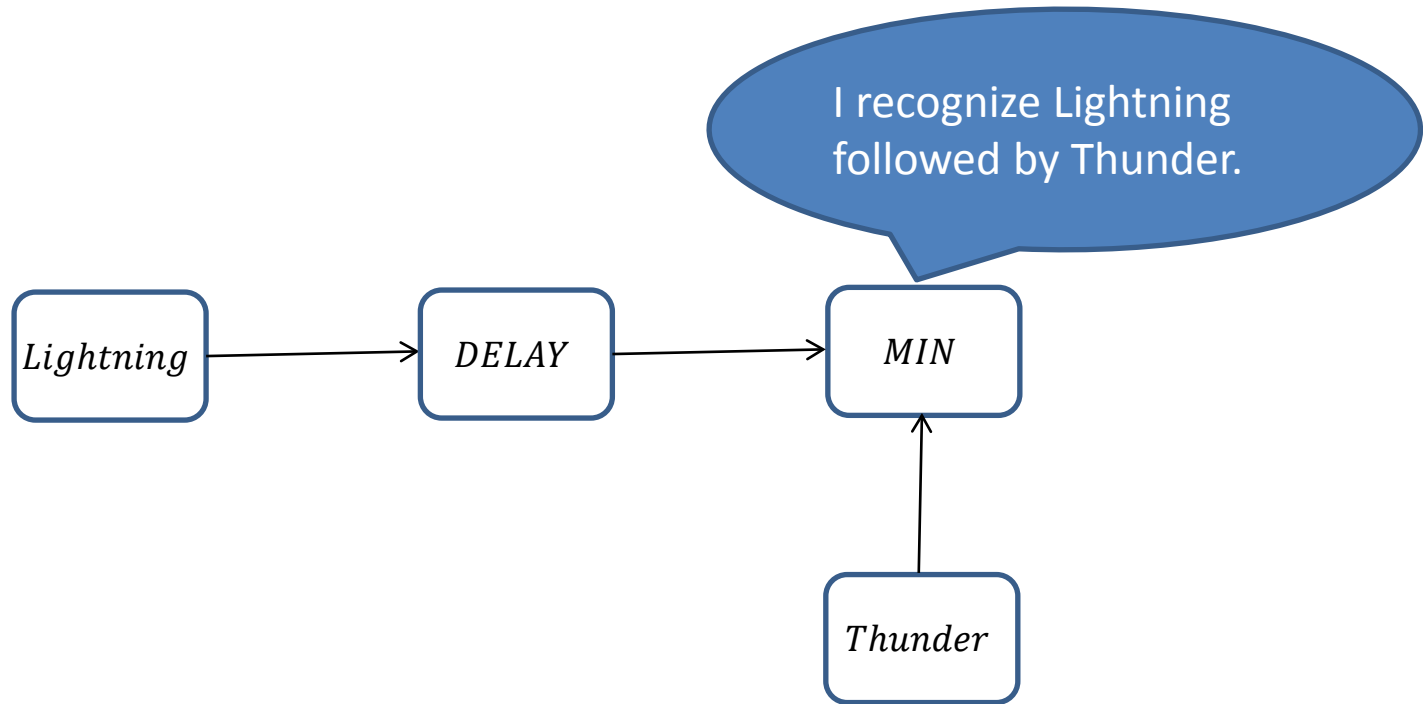 I recognize Lightning
followed by Thunder.
Lightning
DELAY
MIN
Thunder